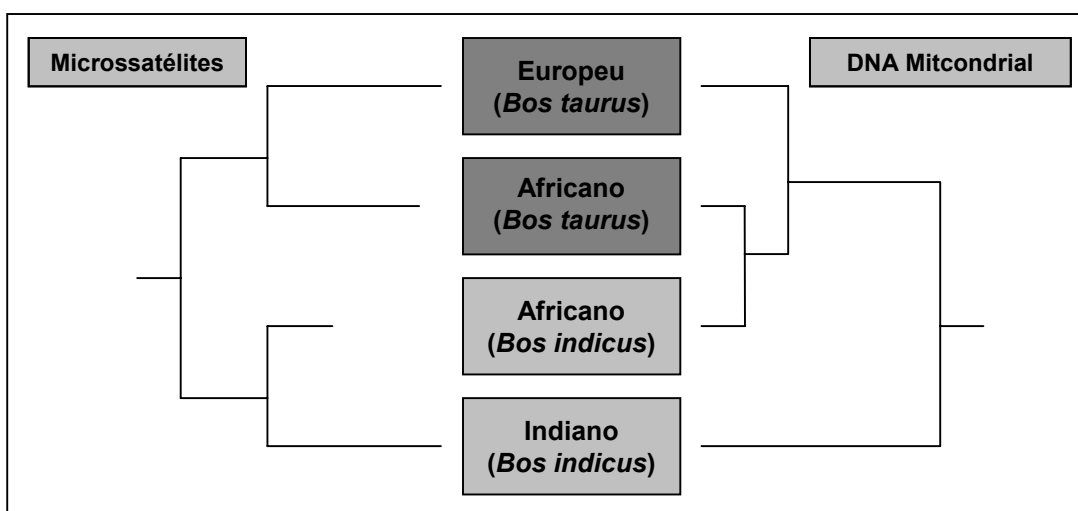 Microssatélites
Europeu
(Bos taurus)
DNA Mitcondrial
Africano
(Bos taurus)
Africano
(Bos indicus)
Indiano
(Bos indicus)